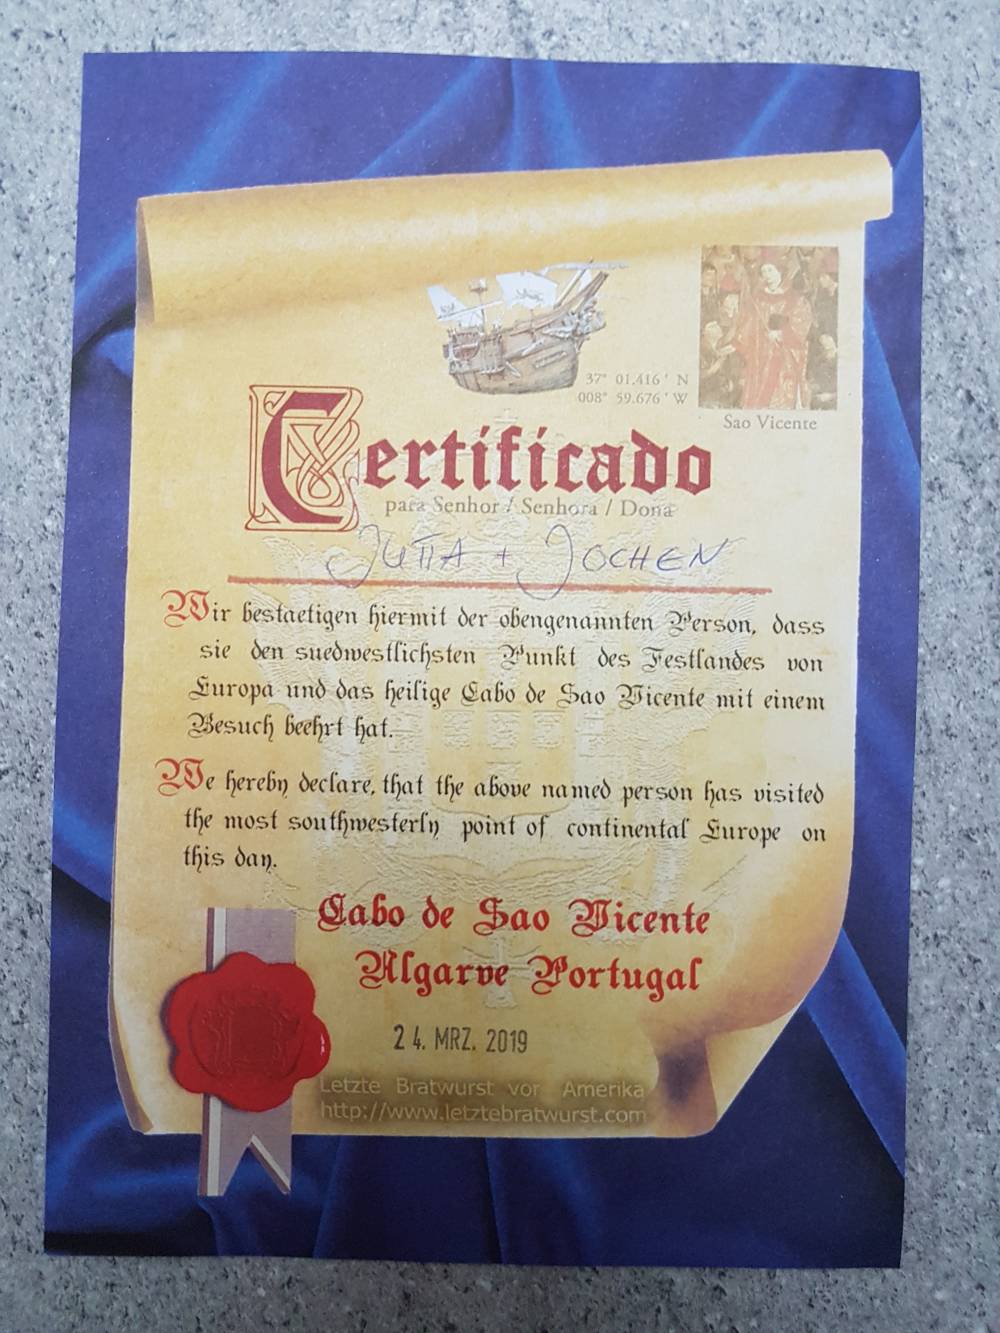 37° 01.416' N
008° 59.676' W
Sao Vicente
Certificado
para Senhor / Senhora / Dona
JUTTA + JOCHEN
Wir bestaetigen hiermit der obengenannten Person, dass
sie den suedwestlichsten Punkt des Festlandes von
Europa und das heilige Cabo de Sao Vicente mit einem
Besuch beehrt hat.
We hereby declare, that the above named person has visited
the most southwesterly point of continental Europe on
this day.
Cabo de Sao Vicente
Algarve Portugal
24. MRZ. 2019
Letzte Bratwurst vor Amerika
http://www.letztebratwurst.com